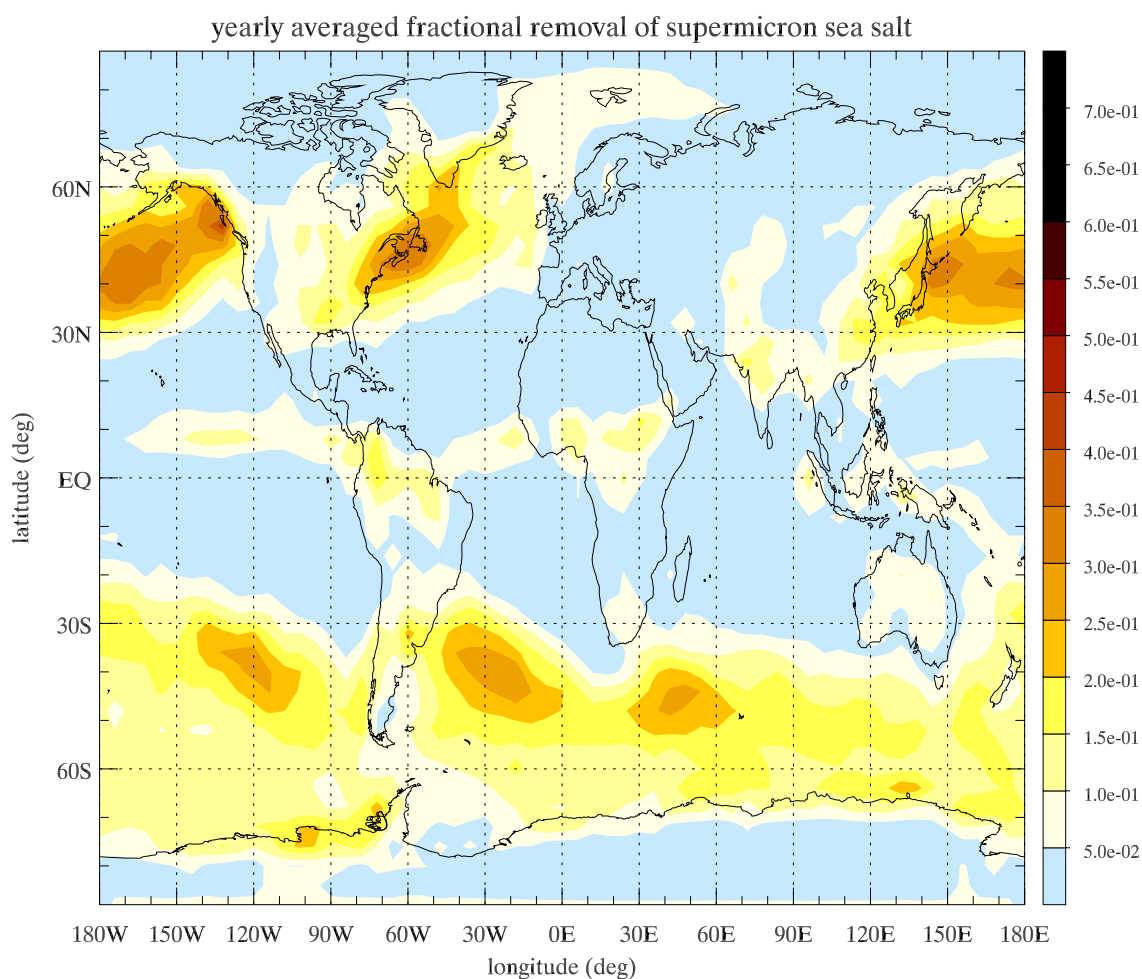 yearly averaged fractional removal of supermicron sea salt
7.0e-01
6.5e-01
6.0e-01
5.5e-01
5.0e-01
4.5e-01
4.0e-01
3.5e-01
3.0e-01
2.5e-01
2.0e-01
1.5e-01
1.0e-01
5.0e-02
60N
30N
EQ
30S
60S
latitude (deg)
180W 150W 120W 90W 60W 30W 0E 30E 60E 90E 120E 150E 180E
longitude (deg)